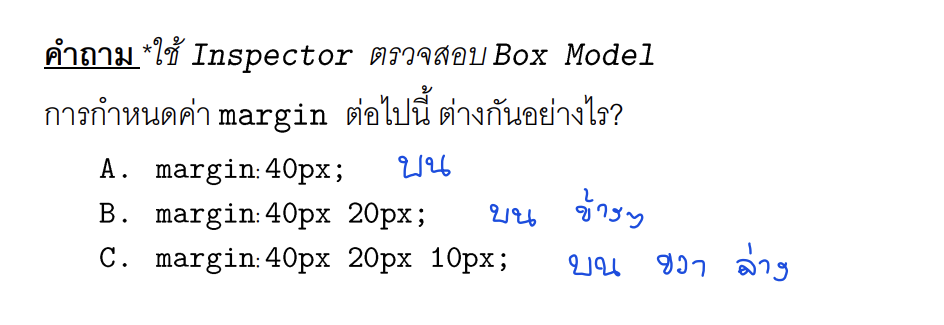 คำถาม *ใช้ Inspector ตรวจสอบ Box Model
การกำหนดค่า margin ต่อไปนี้ ต่างกันอย่างไร?
A. margin:40px; บน
B. margin:40px 20px; บน ข้างๆ
C. margin:40px 20px 10px; บน ขวา ล่าง